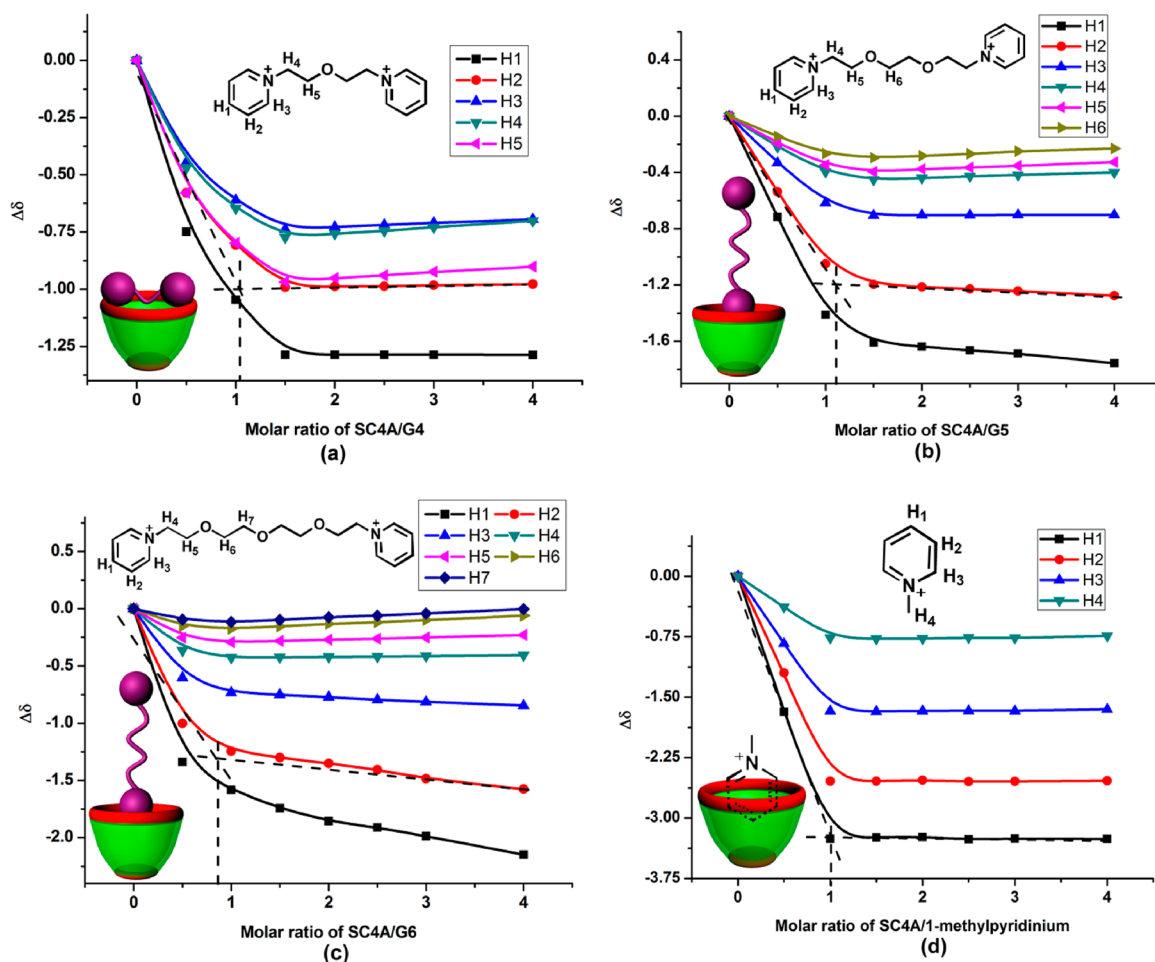 0.00
-0.25
-0.50
-0.75
-1.00
-1.25
Δδ
H4
N
+
O
H5
N
+
H1
H2
H3
H1
H2
H3
H4
H5
0 1 2 3 4
Molar ratio of SC4A/G4
(a)
0.4
0.0
-0.4
-0.8
-1.2
-1.6
Δδ
H4
N
+
O
H5
H6
O
N
+
H1
H2
H3
H1
H2
H3
H4
H5
H6
0 1 2 3 4
Molar ratio of SC4A/G5
(b)
0.5
0.0
-0.5
-1.0
-1.5
-2.0
Δδ
H4
N
+
O
H5
H6
H7
O
O
N
+
H1
H2
H3
H1 H2
H3 H4
H5 H6
H7
0 1 2 3 4
Molar ratio of SC4A/G6
(c)
0.00
-0.75
-1.50
-2.25
-3.00
-3.75
Δδ
H1
H2
H3
N
+
H4
H1
H2
H3
H4
+
N
0 1 2 3 4
Molar ratio of SC4A/1-methylpyridinium
(d)